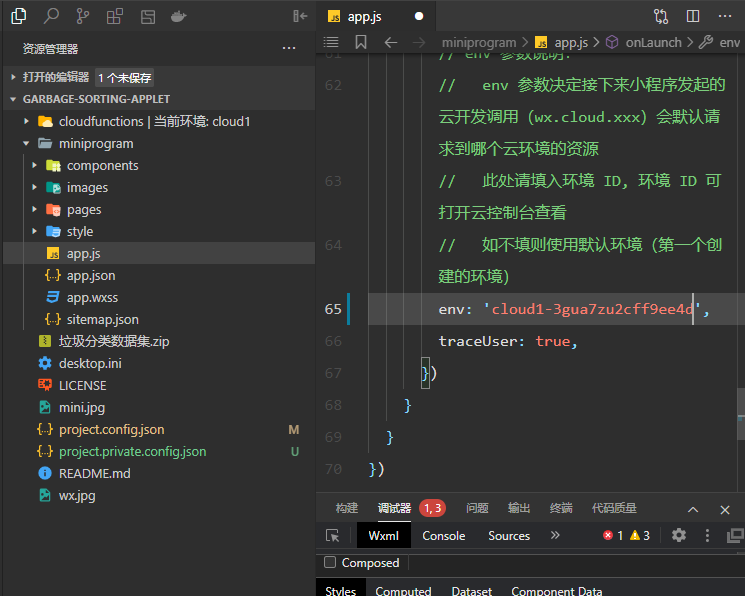 资源管理器
打开的编辑器 1 个未保存
GARBAGE-SORTING-APPLET
cloudfunctions | 当前环境: cloud1
miniprogram
components
images
pages
style
app.js
app.json
app.wxss
sitemap.json
垃圾分类数据集.zip
desktop.ini
LICENSE
mini.jpg
project.config.json M
project.private.config.json U
README.md
wx.jpg
app.js
miniprogram > app.js > onLaunch > env
61 // env 参数说明：
62 // env 参数决定接下来小程序发起的
云开发调用（wx.cloud.xxx）会默认请
求到哪个云环境的资源
63 // 此处请填入环境 ID, 环境 ID 可
打开云控制台查看
64 // 如不填则使用默认环境（第一个创
建的环境）
65 env: 'cloud1-3gua7zu2cff9ee4d',
66 traceUser: true,
67 })
68 }
69 }
70 })
构建 调试器 1, 3 问题 输出 终端 代码质量
Wxml Console Sources 1 3
Composed
Styles Computed Dataset Component Data